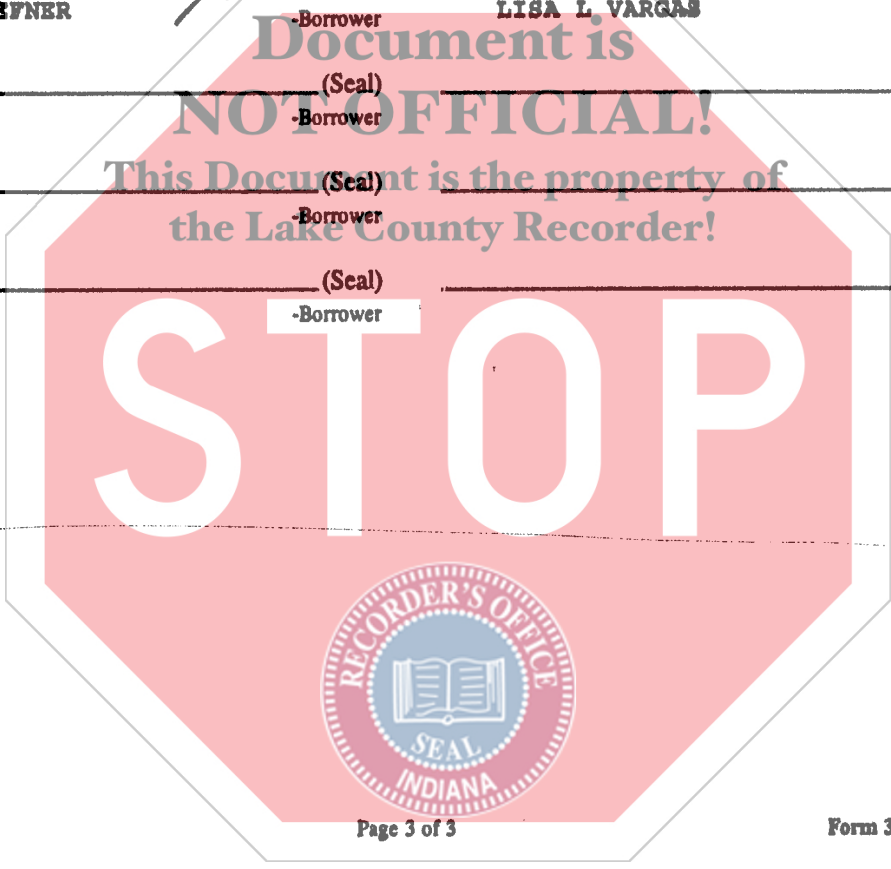 FNER LISA L VARGAS
-Borrower
Document is
(Seal)
NOT OFFICIAL!
-Borrower
This Document is the property of
(Seal)
-Borrower
the Lake County Recorder!
(Seal)
-Borrower
STOP
RECORDER'S OFFICE
SEAL
INDIANA
Page 3 of 3 Form 3